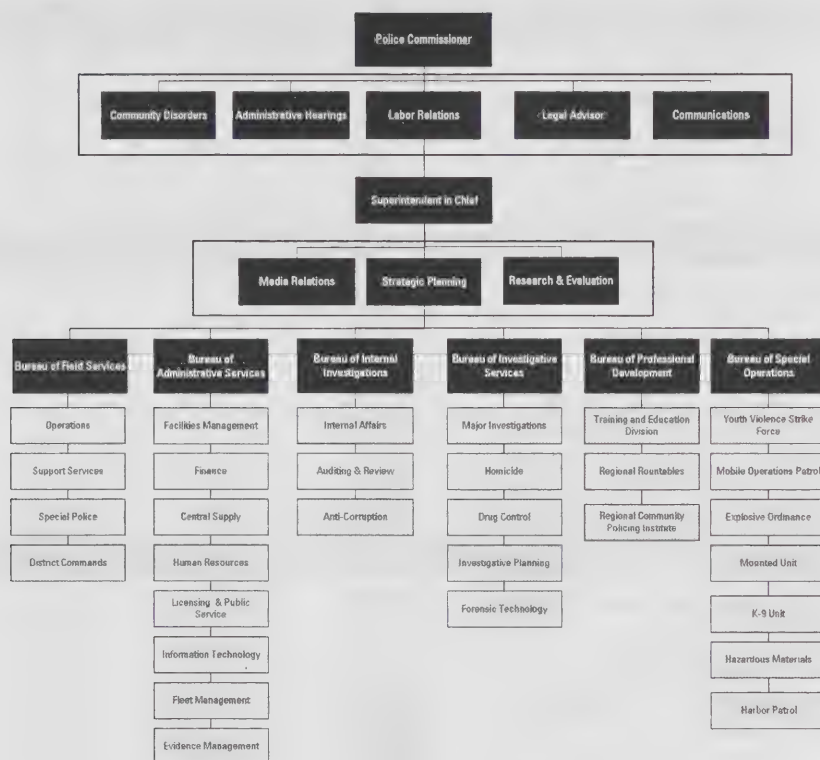 Police Commissioner
Community Disorders
Administrative Hearings
Labor Relations
Legal Advisor
Communications
Superintendent in Chief
Media Relations
Strategic Planning
Research & Evaluation
Bureau of Field Services
Bureau of
Administrative Services
Bureau of Internal
Investigations
Bureau of Investigative
Services
Bureau of Professional
Development
Bureau of Special
Operations
Operations
Support Services
Special Police
District Commands
Facilities Management
Finance
Central Supply
Human Resources
Licensing & Public
Service
Information Technology
Fleet Management
Evidence Management
Internal Affairs
Auditing & Review
Anti-Corruption
Major Investigations
Homicide
Drug Control
Investigative Planning
Forensic Technology
Training and Education
Division
Regional Rountables
Regional Community
Policing Institute
Youth Violence Strike
Force
Mobile Operations Patrol
Explosive Ordinance
Mounted Unit
K-9 Unit
Hazardous Materials
Harbor Patrol